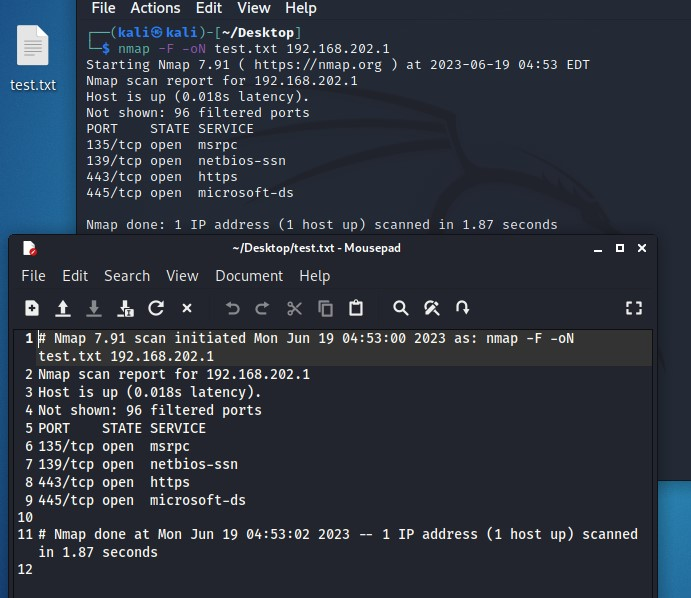 File Actions Edit View Help
test.txt
┌──(kali㉿kali)-[~/Desktop]
└─$ nmap -F -oN test.txt 192.168.202.1
Starting Nmap 7.91 ( https://nmap.org ) at 2023-06-19 04:53 EDT
Nmap scan report for 192.168.202.1
Host is up (0.018s latency).
Not shown: 96 filtered ports
PORT    STATE SERVICE
135/tcp open  msrpc
139/tcp open  netbios-ssn
443/tcp open  https
445/tcp open  microsoft-ds
Nmap done: 1 IP address (1 host up) scanned in 1.87 seconds
~/Desktop/test.txt - Mousepad
File Edit Search View Document Help
1 # Nmap 7.91 scan initiated Mon Jun 19 04:53:00 2023 as: nmap -F -oN
test.txt 192.168.202.1
2 Nmap scan report for 192.168.202.1
3 Host is up (0.018s latency).
4 Not shown: 96 filtered ports
5 PORT    STATE SERVICE
6 135/tcp open  msrpc
7 139/tcp open  netbios-ssn
8 443/tcp open  https
9 445/tcp open  microsoft-ds
10
11 # Nmap done at Mon Jun 19 04:53:02 2023 -- 1 IP address (1 host up) scanned
in 1.87 seconds
12